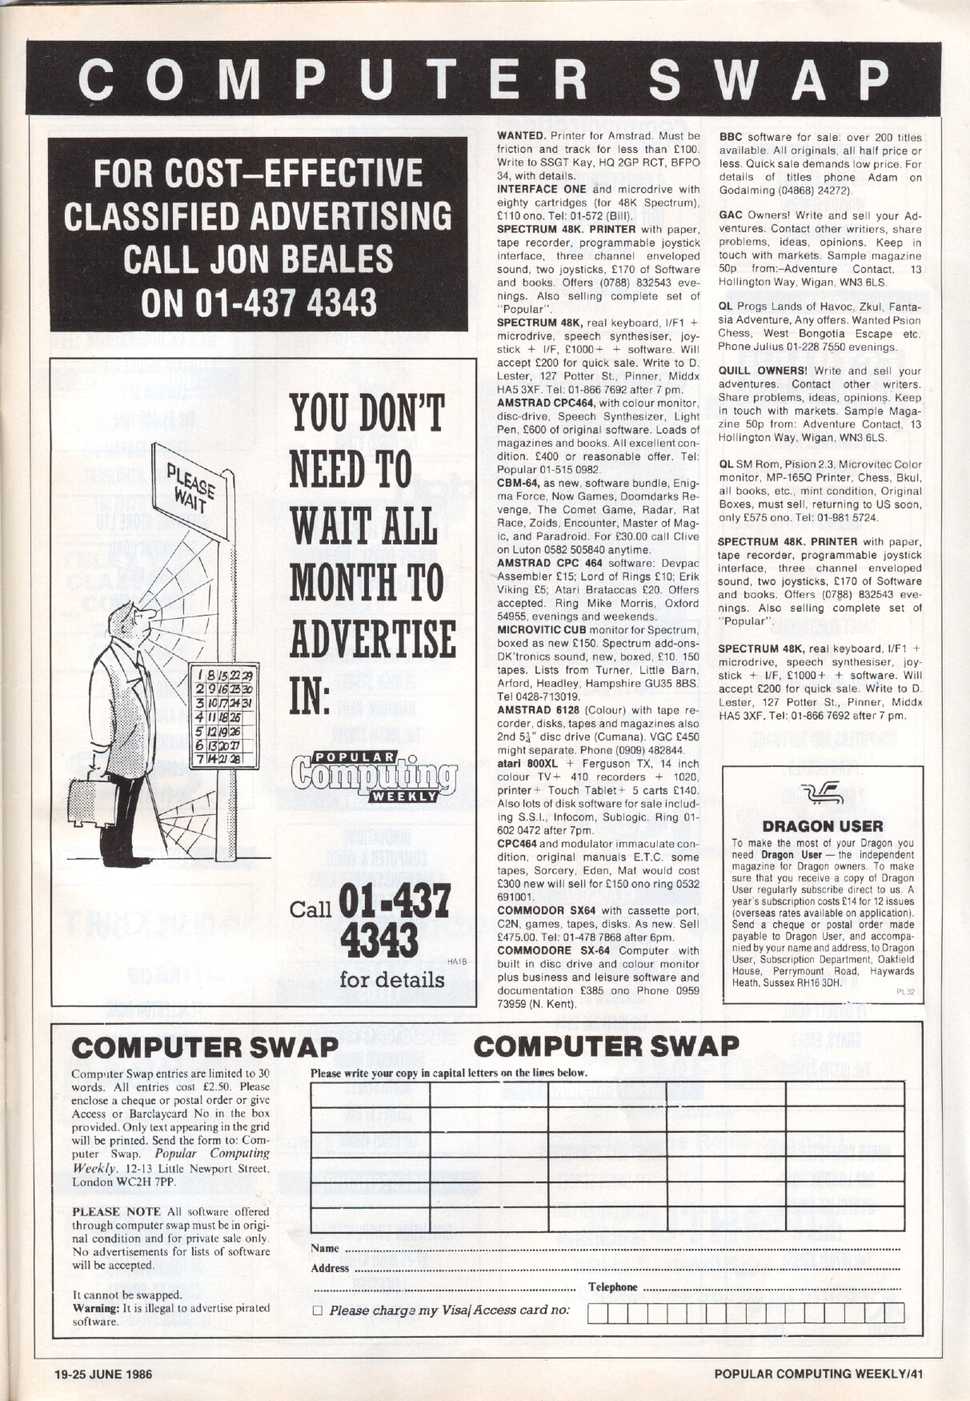 COMPUTER SWAP
FOR COST–EFFECTIVE
CLASSIFIED ADVERTISING
CALL JON BEALES
ON 01-437 4343
PLEASE
WAIT
1 8 15 22 29
2 9 16 23 30
3 10 17 24 31
4 11 18 25
5 12 19 26
6 13 20 27
7 14 21 28
YOU DON'T
NEED TO
WAIT ALL
MONTH TO
ADVERTISE
IN:
POPULAR
Computing
WEEKLY
Call 01-437
4343
HA1B
for details
WANTED. Printer for Amstrad. Must be
friction and track for less than £100.
Write to SSGT Kay, HQ 2GP RCT, BFPO
34, with details.
INTERFACE ONE and microdrive with
eighty cartridges (for 48K Spectrum),
£110 ono. Tel: 01-572 (Bill).
SPECTRUM 48K. PRINTER with paper,
tape recorder, programmable joystick
interface, three channel enveloped
sound, two joysticks, £170 of Software
and books. Offers (0788) 832543 eve-
nings. Also selling complete set of
"Popular".
SPECTRUM 48K, real keyboard, I/F1 +
microdrive, speech synthesiser, joy-
stick + I/F, £1000+ + software. Will
accept £200 for quick sale. Write to D.
Lester, 127 Potter St., Pinner, Middx
HA5 3XF. Tel: 01-866 7692 after 7 pm.
AMSTRAD CPC464, with colour monitor,
disc-drive, Speech Synthesizer, Light
Pen, £600 of original software. Loads of
magazines and books. All excellent con-
dition. £400 or reasonable offer. Tel:
Popular 01-515 0982.
CBM-64, as new, software bundle, Enig-
ma Force, Now Games, Doomdarks Re-
venge, The Comet Game, Radar, Rat
Race, Zoids, Encounter, Master of Mag-
ic, and Paradroid. For £30.00 call Clive
on Luton 0582 505840 anytime.
AMSTRAD CPC 464 software: Devpac
Assembler £15; Lord of Rings £10; Erik
Viking £5; Atari Brataccas £20. Offers
accepted. Ring Mike Morris, Oxford
54955, evenings and weekends.
MICROVITIC CUB monitor for Spectrum,
boxed as new £150. Spectrum add-ons-
DK'tronics sound, new, boxed, £10. 150
tapes. Lists from Turner, Little Barn,
Arford, Headley, Hampshire GU35 8BS.
Tel 0428-713019.
AMSTRAD 6128 (Colour) with tape re-
corder, disks, tapes and magazines also
2nd 5¼" disc drive (Cumana). VGC £450
might separate. Phone (0909) 482844.
atari 800XL + Ferguson TX, 14 inch
colour TV+ 410 recorders + 1020,
printer+ Touch Tablet+ 5 carts £140.
Also lots of disk software for sale includ-
ing S.S.I., Infocom, Sublogic. Ring 01-
602 0472 after 7pm.
CPC464 and modulator immaculate con-
dition, original manuals E.T.C. some
tapes, Sorcery, Eden, Mat would cost
£300 new will sell for £150 ono ring 0532
691001.
COMMODOR SX64 with cassette port,
C2N, games, tapes, disks. As new. Sell
£475.00. Tel: 01-478 7868 after 6pm.
COMMODORE SX-64 Computer with
built in disc drive and colour monitor
plus business and leisure software and
documentation £385 ono Phone 0959
73959 (N. Kent).
BBC software for sale: over 200 titles
available. All originals, all half price or
less. Quick sale demands low price. For
details of titles phone Adam on
Godalming (04868) 24272).
GAC Owners! Write and sell your Ad-
ventures. Contact other writiers, share
problems, ideas, opinions. Keep in
touch with markets. Sample magazine
50p from:–Adventure Contact, 13
Hollington Way, Wigan, WN3 6LS.
QL Progs Lands of Havoc, Zkul, Fanta-
sia Adventure, Any offers. Wanted Psion
Chess, West Bongotia Escape etc.
Phone Julius 01-228 7550 evenings.
QUILL OWNERS! Write and sell your
adventures. Contact other writers.
Share problems, ideas, opinions. Keep
in touch with markets. Sample Maga-
zine 50p from: Adventure Contact, 13
Hollington Way, Wigan, WN3 6LS.
QL SM Rom, Pision 2.3, Microvitec Color
monitor, MP-165Q Printer, Chess, Bkul,
all books, etc., mint condition, Original
Boxes, must sell, returning to US soon,
only £575 ono. Tel: 01-981 5724.
SPECTRUM 48K. PRINTER with paper,
tape recorder, programmable joystick
interface, three channel enveloped
sound, two joysticks, £170 of Software
and books. Offers (0788) 832543 eve-
nings. Also selling complete set of
"Popular".
SPECTRUM 48K, real keyboard, I/F1 +
microdrive, speech synthesiser, joy-
stick + I/F, £1000+ + software. Will
accept £200 for quick sale. Write to D.
Lester, 127 Potter St., Pinner, Middx
HA5 3XF. Tel: 01-866 7692 after 7 pm.
DRAGON USER
To make the most of your Dragon you
need Dragon User — the independent
magazine for Dragon owners. To make
sure that you receive a copy of Dragon
User regularly subscribe direct to us. A
year's subscription costs £14 for 12 issues
(overseas rates available on application).
Send a cheque or postal order made
payable to Dragon User, and accompa-
nied by your name and address, to Dragon
User, Subscription Department, Oakfield
House, Perrymount Road, Haywards
Heath, Sussex RH16 3DH.
COMPUTER SWAP
Computer Swap entries are limited to 30
words. All entries cost £2.50. Please
enclose a cheque or postal order or give
Access or Barclaycard No in the box
provided. Only text appearing in the grid
will be printed. Send the form to: Com-
puter Swap, Popular Computing
Weekly, 12-13 Little Newport Street,
London WC2H 7PP.
PLEASE NOTE All software offered
through computer swap must be in origi-
nal condition and for private sale only.
No advertisements for lists of software
will be accepted.
It cannot be swapped.
Warning: It is illegal to advertise pirated
software.
COMPUTER SWAP
Please write your copy in capital letters on the lines below.
Name
Address
Telephone
Please charge my Visa/Access card no:
19-25 JUNE 1986
POPULAR COMPUTING WEEKLY/41